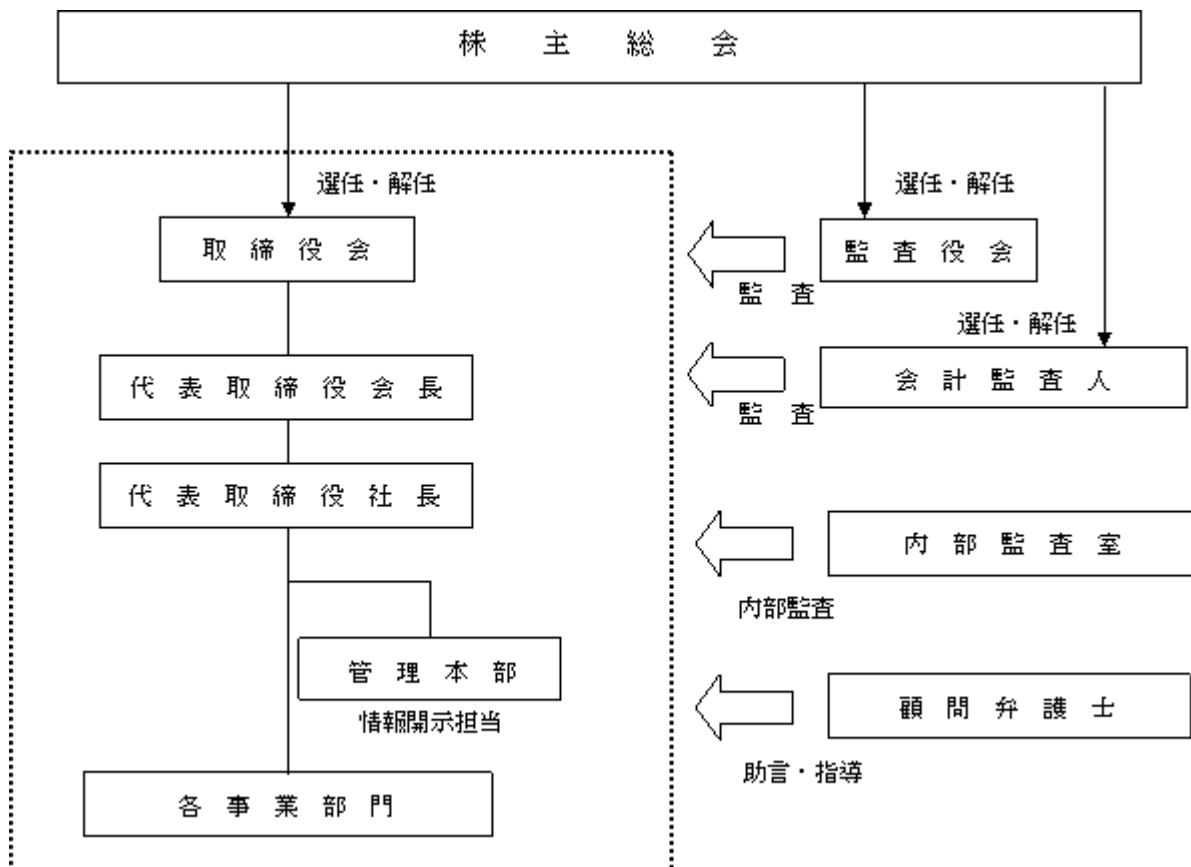 株主総会
選任・解任
選任・解任
取締役会
監査役会
監査
選任・解任
代表取締役会長
会計監査人
監査
代表取締役社長
内部監査室
内部監査
管理本部
情報開示担当
顧問弁護士
助言・指導
各事業部門